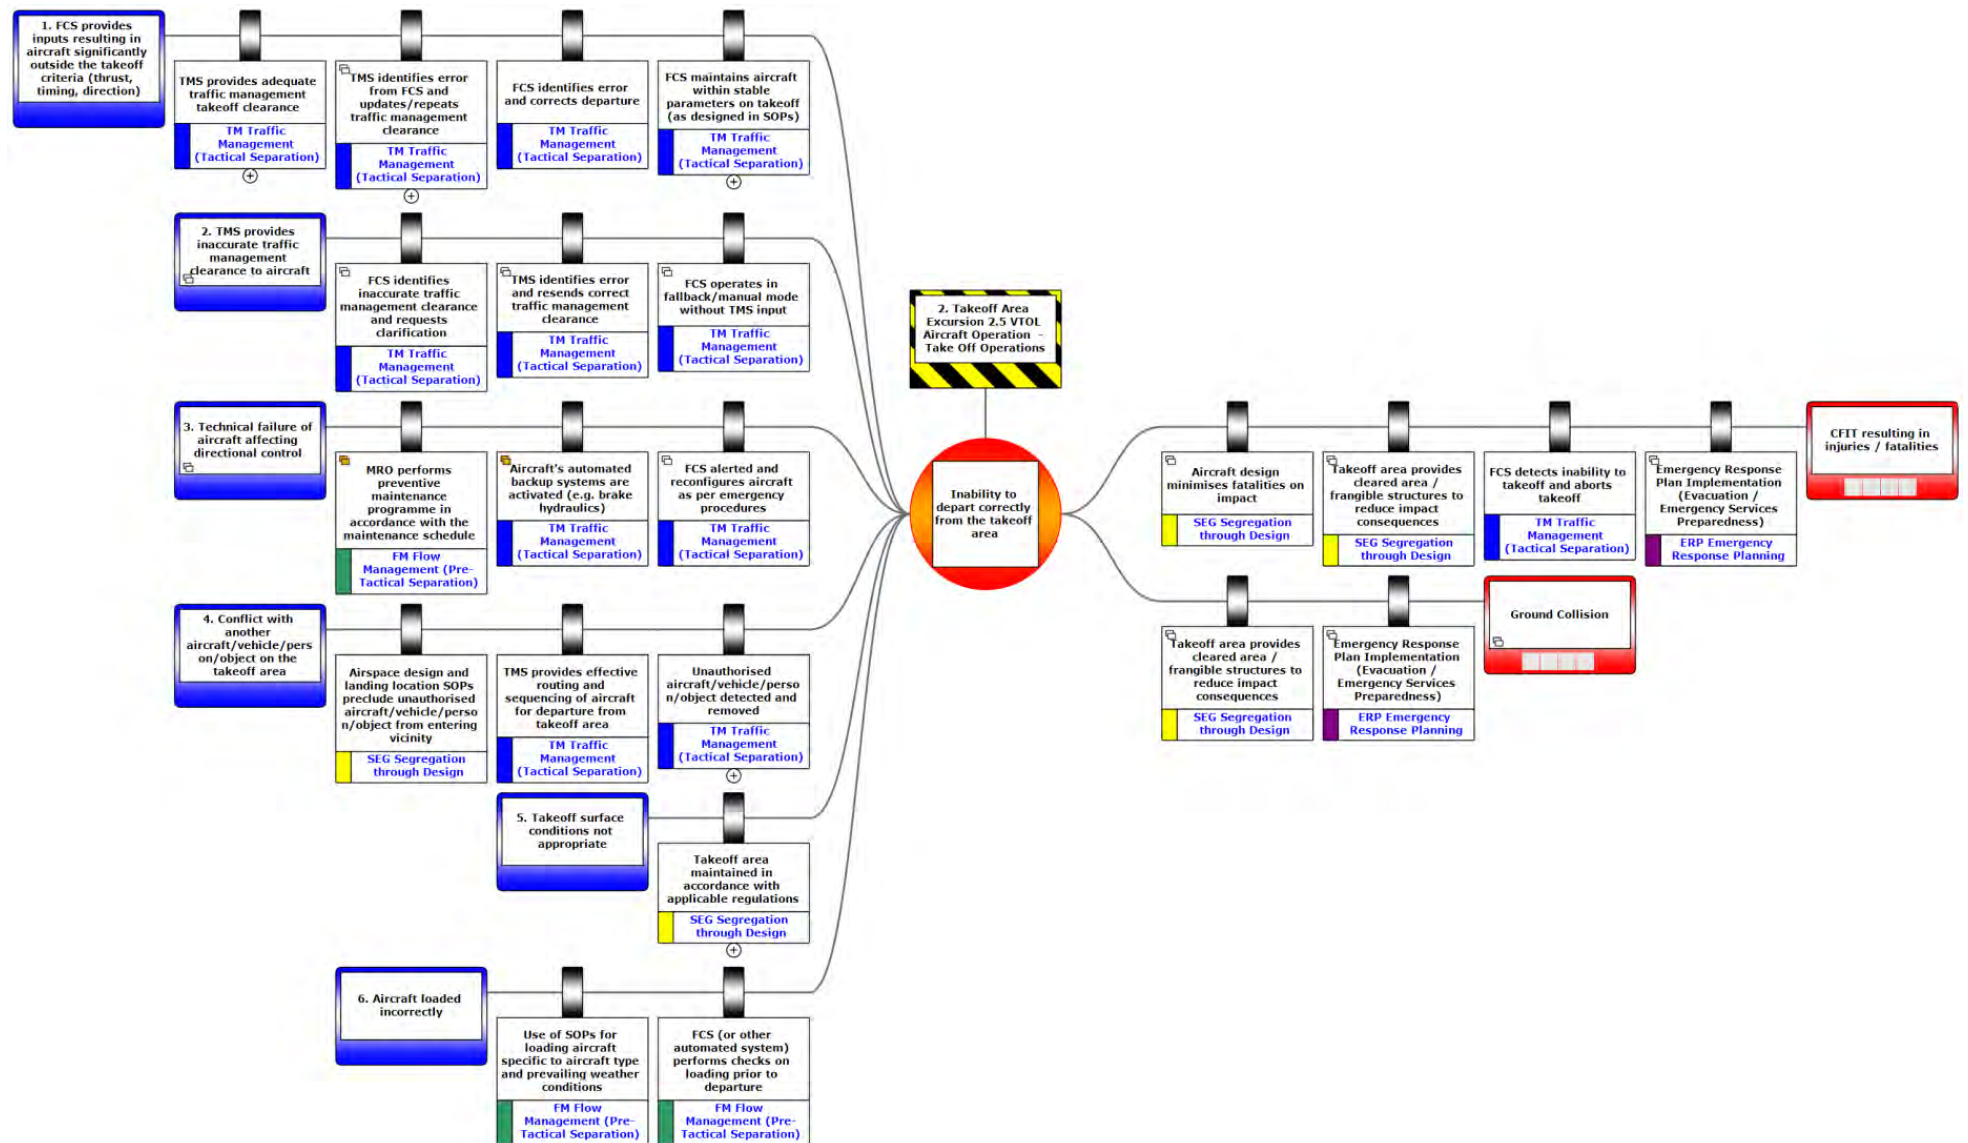 1. FCS provides
inputs resulting in
aircraft significantly
outside the takeoff
criteria (thrust,
timing, direction)
TMS provides adequate
traffic management
takeoff clearance
TM Traffic
Management
(Tactical Separation)
TMS identifies error
from FCS and
updates/repeats
traffic management
clearance
TM Traffic
Management
(Tactical Separation)
FCS identifies error
and corrects departure
TM Traffic
Management
(Tactical Separation)
FCS maintains aircraft
within stable
parameters on takeoff
(as designed in SOPs)
TM Traffic
Management
(Tactical Separation)
2. TMS provides
inaccurate traffic
management
clearance to aircraft
FCS identifies
inaccurate traffic
management clearance
and requests
clarification
TM Traffic
Management
(Tactical Separation)
TMS identifies error
and resends correct
traffic management
clearance
TM Traffic
Management
(Tactical Separation)
FCS operates in
fallback/manual mode
without TMS input
TM Traffic
Management
(Tactical Separation)
3. Technical failure of
aircraft affecting
directional control
MRO performs
preventive
maintenance
programme in
accordance with the
maintenance schedule
FM Flow
Management (Pre-
Tactical Separation)
Aircraft's automated
backup systems are
activated (e.g. brake
hydraulics)
TM Traffic
Management
(Tactical Separation)
FCS alerted and
reconfigures aircraft
as per emergency
procedures
TM Traffic
Management
(Tactical Separation)
4. Conflict with
another
aircraft/vehicle/pers
on/object on the
takeoff area
Airspace design and
landing location SOPs
preclude unauthorised
aircraft/vehicle/perso
n/object from entering
vicinity
SEG Segregation
through Design
TMS provides effective
routing and
sequencing of aircraft
for departure from
takeoff area
TM Traffic
Management
(Tactical Separation)
Unauthorised
aircraft/vehicle/perso
n/object detected and
removed
TM Traffic
Management
(Tactical Separation)
5. Takeoff surface
conditions not
appropriate
Takeoff area
maintained in
accordance with
applicable regulations
SEG Segregation
through Design
6. Aircraft loaded
incorrectly
Use of SOPs for
loading aircraft
specific to aircraft type
and prevailing weather
conditions
FM Flow
Management (Pre-
Tactical Separation)
FCS (or other
automated system)
performs checks on
loading prior to
departure
FM Flow
Management (Pre-
Tactical Separation)
2. Takeoff Area
Excursion 2.5 VTOL
Aircraft Operation -
Take Off Operations
Inability to
depart correctly
from the takeoff
area
Aircraft design
minimises fatalities on
impact
SEG Segregation
through Design
Takeoff area provides
cleared area /
frangible structures to
reduce impact
consequences
SEG Segregation
through Design
FCS detects inability to
takeoff and aborts
takeoff
TM Traffic
Management
(Tactical Separation)
Emergency Response
Plan Implementation
(Evacuation /
Emergency Services
Preparedness)
ERP Emergency
Response Planning
CFIT resulting in
injuries / fatalities
Takeoff area provides
cleared area /
frangible structures to
reduce impact
consequences
SEG Segregation
through Design
Emergency Response
Plan Implementation
(Evacuation /
Emergency Services
Preparedness)
ERP Emergency
Response Planning
Ground Collision